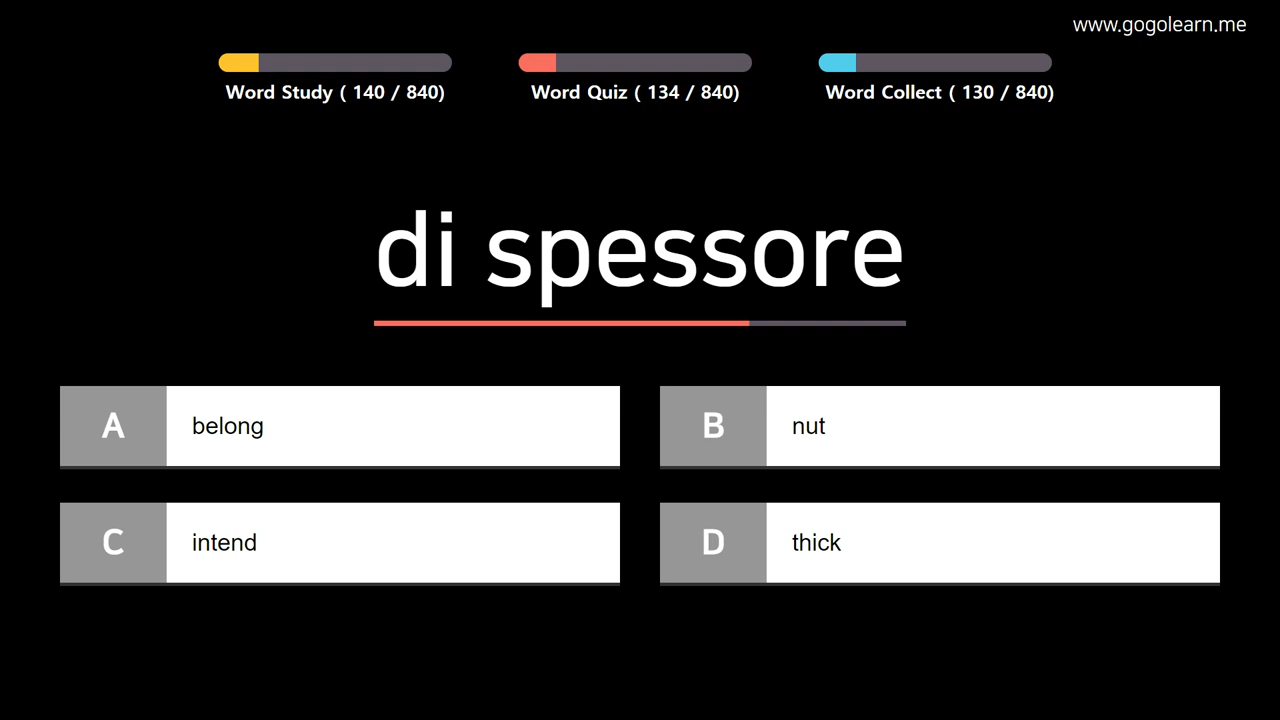 www.gogolearn.me
Word Study ( 140 / 840)
Word Quiz ( 134 / 840)
Word Collect ( 130 / 840)
di spessore
A belong
B nut
C intend
D thick